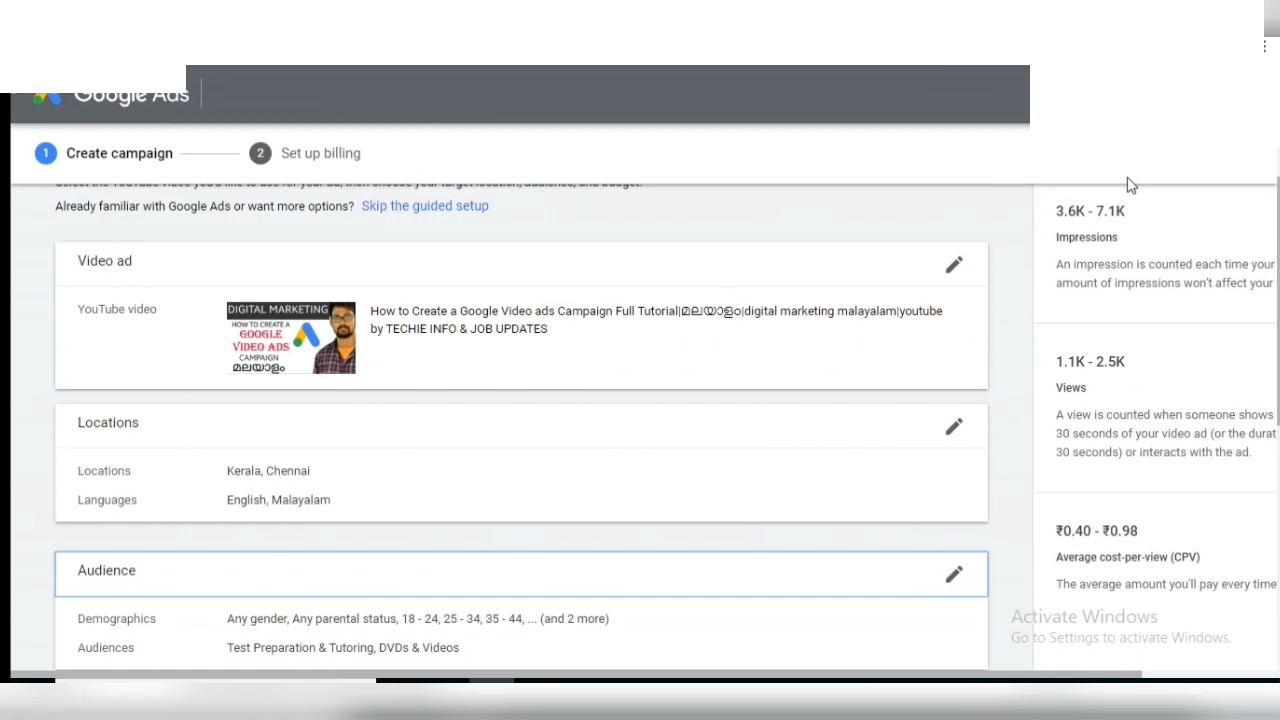 Google Ads
1 Create campaign 2 Set up billing
Select the YouTube video you'd like to use for your ad, then choose your target location, audience, and budget.
Already familiar with Google Ads or want more options? Skip the guided setup
Video ad
YouTube video
DIGITAL MARKETING
HOW TO CREATE A
GOOGLE
VIDEO ADS
CAMPAIGN
മലയാളം
How to Create a Google Video ads Campaign Full Tutorial|മലയാളം|digital marketing malayalam|youtube
by TECHIE INFO & JOB UPDATES
Locations
Locations Kerala, Chennai
Languages English, Malayalam
Audience
Demographics Any gender, Any parental status, 18 - 24, 25 - 34, 35 - 44, ... (and 2 more)
Audiences Test Preparation & Tutoring, DVDs & Videos
3.6K - 7.1K
Impressions
An impression is counted each time your
amount of impressions won't affect your
1.1K - 2.5K
Views
A view is counted when someone shows
30 seconds of your video ad (or the durat
30 seconds) or interacts with the ad.
₹0.40 - ₹0.98
Average cost-per-view (CPV)
The average amount you'll pay every time
Activate Windows
Go to Settings to activate Windows.